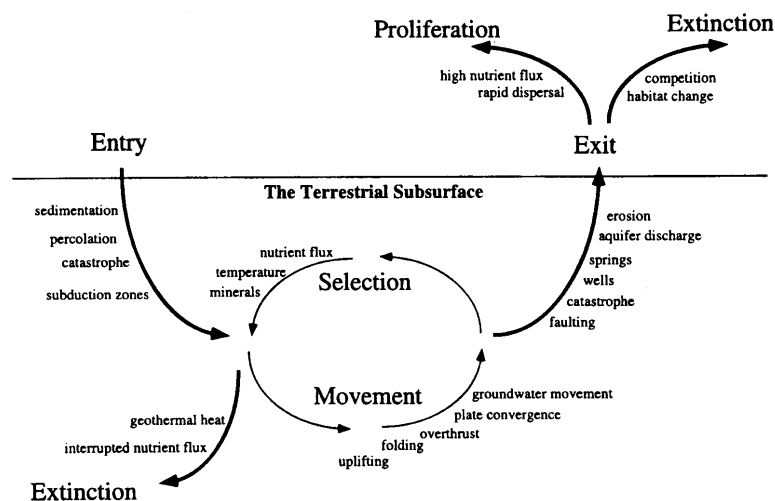 Proliferation
Extinction
high nutrient flux
rapid dispersal
competition
habitat change
Entry
Exit
The Terrestrial Subsurface
sedimentation
percolation
catastrophe
subduction zones
nutrient flux
temperature
minerals
Selection
erosion
aquifer discharge
springs
wells
catastrophe
faulting
Movement
groundwater movement
plate convergence
overthrust
folding
uplifting
geothermal heat
interrupted nutrient flux
Extinction